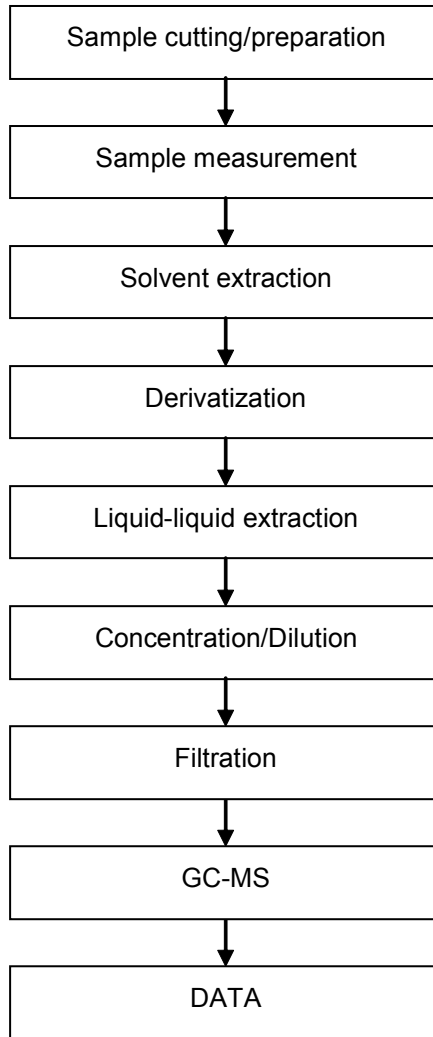 Sample cutting/preparation
Sample measurement
Solvent extraction
Derivatization
Liquid-liquid extraction
Concentration/Dilution
Filtration
GC-MS
DATA